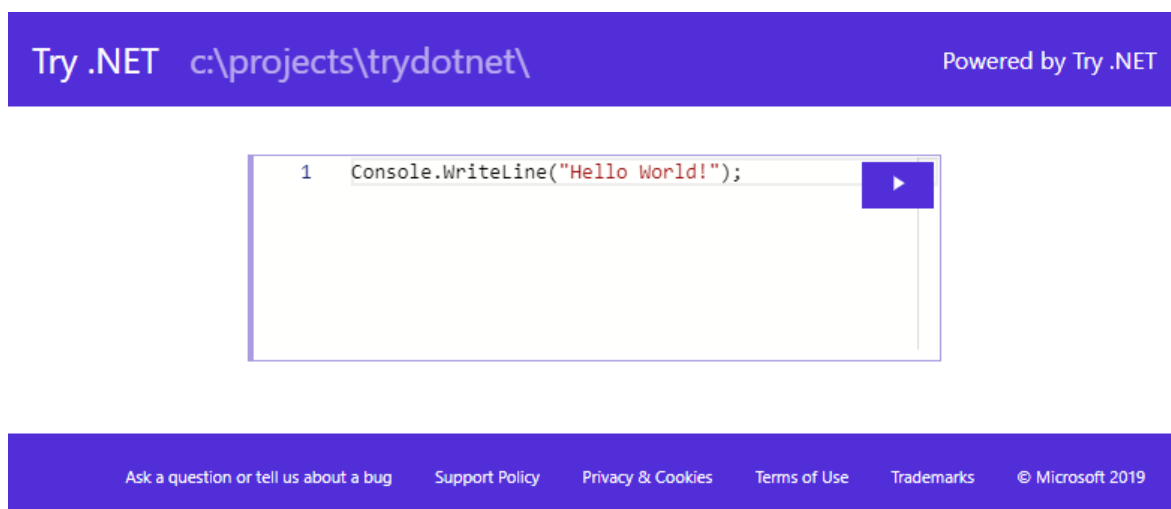 Try .NET c:\projects\trydotnet\ Powered by Try .NET
1 Console.WriteLine("Hello World!");
Ask a question or tell us about a bug Support Policy Privacy & Cookies Terms of Use Trademarks © Microsoft 2019